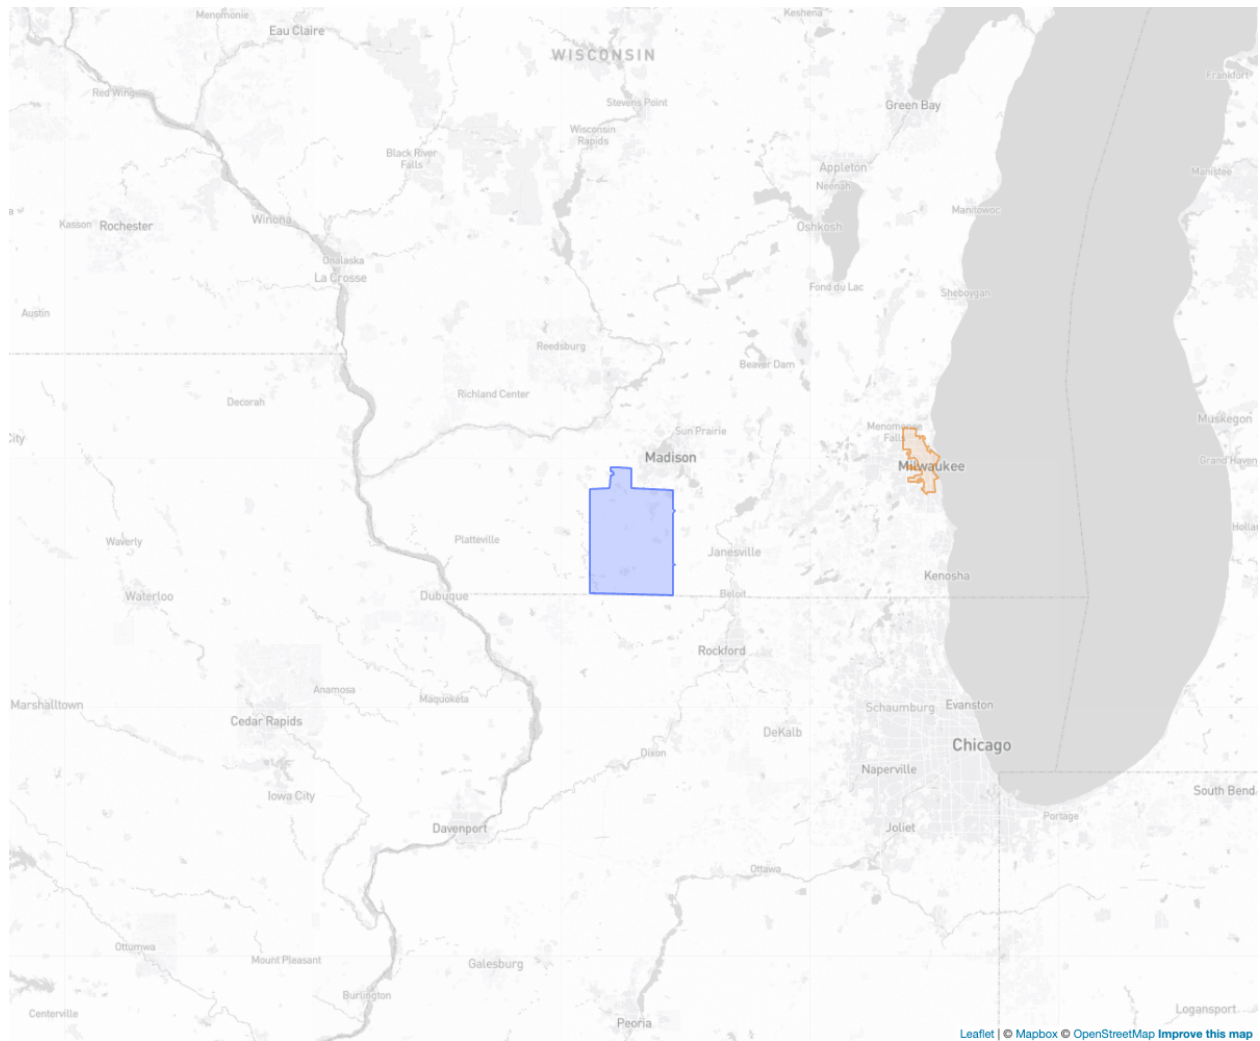 Menomonie
Eau Claire
WISCONSIN
Keshena
Frankfort
Red Wing
Stevens Point
Green Bay
Wisconsin
Rapids
Black River
Falls
Appleton
Neenah
Manistee
Kasson
Rochester
Winona
Manitowoc
Oshkosh
Onalaska
La Crosse
Fond du Lac
Sheboygan
Austin
Reedsburg
Beaver Dam
Richland Center
Decorah
Muskegon
Menomonee
Falls
Sun Prairie
City
Madison
Milwaukee
Grand Haven
Holla
Waverly
Platteville
Janesville
Kenosha
Waterloo
Dubuque
Beloit
Rockford
Anamosa
Maquoketa
Marshalltown
Schaumburg
Evanston
Cedar Rapids
DeKalb
Chicago
Dixon
Naperville
Iowa City
South Bend
Portage
Davenport
Joliet
Ottawa
Ottumwa
Mount Pleasant
Galesburg
Burlington
Centerville
Logansport
Peoria
Leaflet | © Mapbox © OpenStreetMap Improve this map